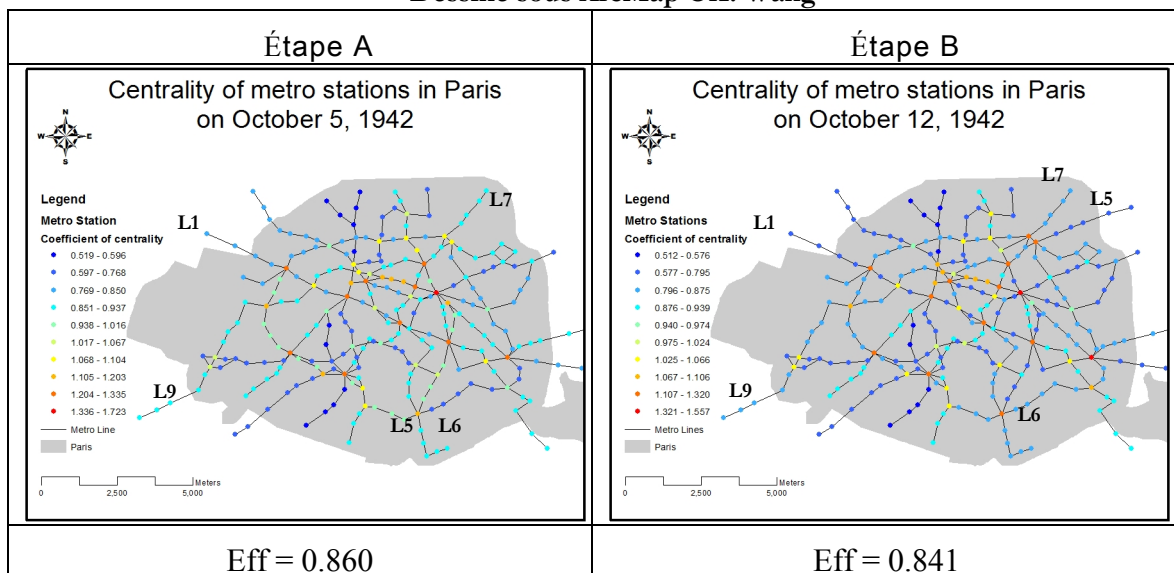 Dessiné sous ArcMap ©X. Wang
Étape A
Étape B
Centrality of metro stations in Paris
on October 5, 1942
N
W E
S
Legend
Metro Station
Coefficient of centrality
0.519 - 0.596
0.597 - 0.768
0.769 - 0.850
0.851 - 0.937
0.938 - 1.016
1.017 - 1.067
1.068 - 1.104
1.105 - 1.203
1.204 - 1.335
1.336 - 1.723
Metro Line
Paris
L1
L7
L9
L5
L6
Meters
0 2,500 5,000
Centrality of metro stations in Paris
on October 12, 1942
N
W E
S
Legend
Metro Stations
Coefficient of centrality
0.512 - 0.576
0.577 - 0.795
0.796 - 0.875
0.876 - 0.939
0.940 - 0.974
0.975 - 1.024
1.025 - 1.066
1.067 - 1.106
1.107 - 1.320
1.321 - 1.557
Metro Lines
Paris
L1
L7
L5
L9
L6
Meters
0 2,500 5,000
Eff = 0.860
Eff = 0.841